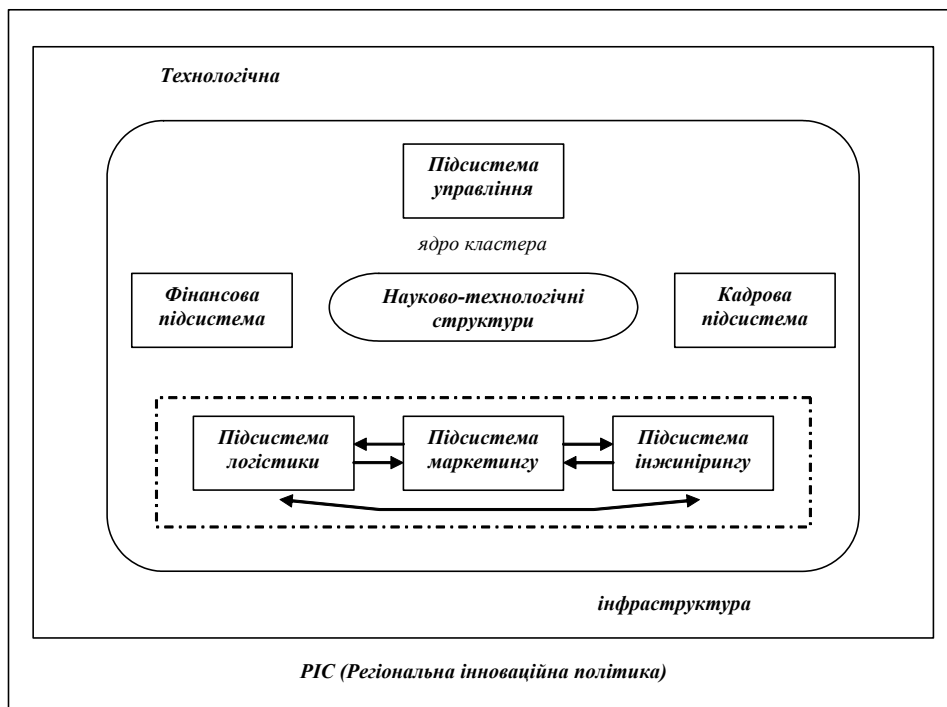 Технологічна
Підсистема
управління
ядро кластера
Фінансова
підсистема
Науково-технологічні
структури
Кадрова
підсистема
Підсистема
логістики
Підсистема
маркетингу
Підсистема
інжинірингу
інфраструктура
РІС (Регіональна інноваційна політика)